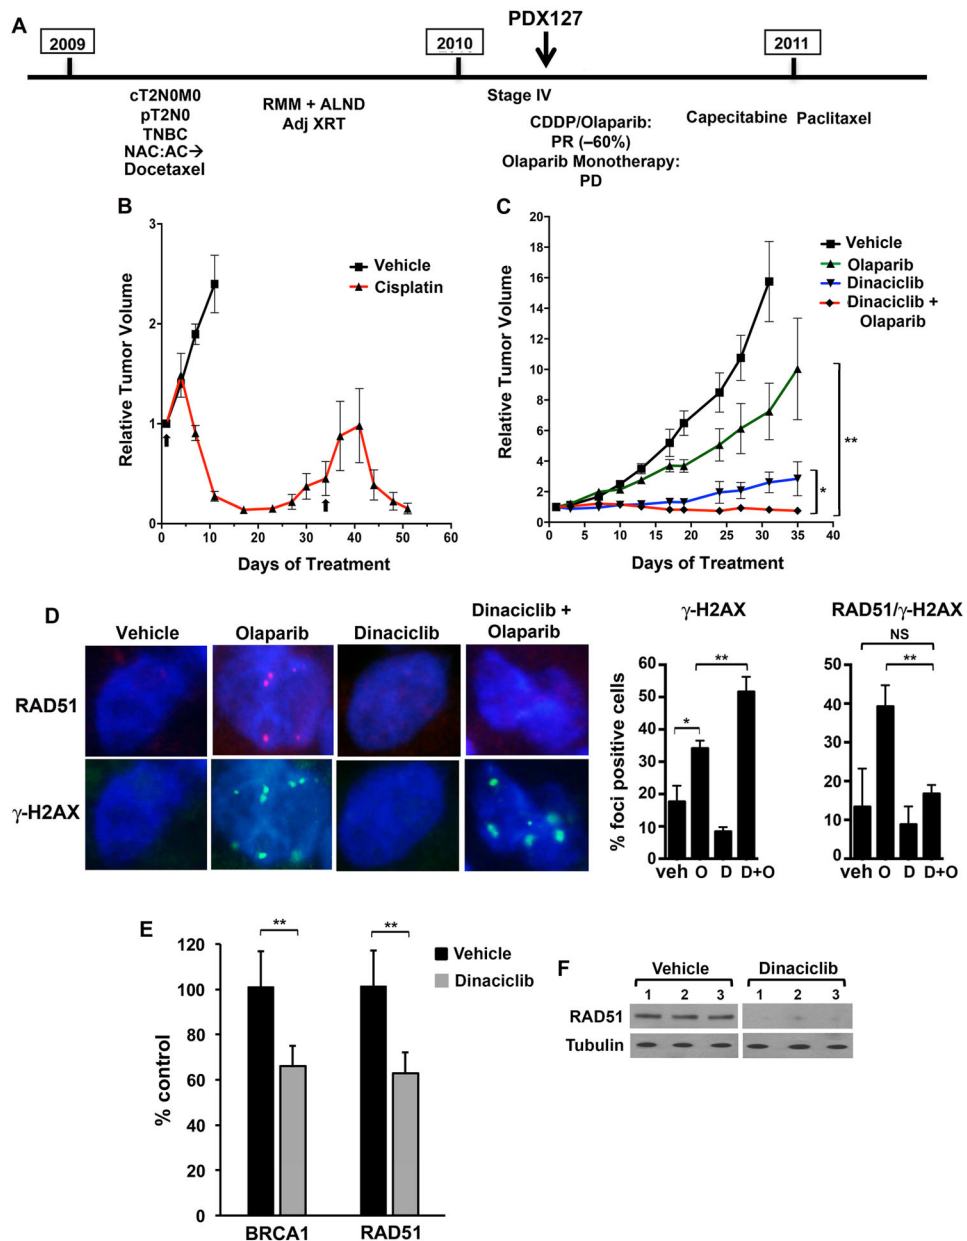 A
PDX127
2009
2010
2011
cT2N0M0
pT2N0
TNBC
NAC:AC→
Docetaxel
RMM + ALND
Adj XRT
Stage IV
CDDP/Olaparib:
PR (–60%)
Olaparib Monotherapy:
PD
Capecitabine
Paclitaxel
B
Relative Tumor Volume
3
2
1
0
0 10 20 30 40 50 60
Days of Treatment
Vehicle
Cisplatin
C
Relative Tumor Volume
20
18
16
14
12
10
8
6
4
2
0
0 5 10 15 20 25 30 35 40
Days of Treatment
Vehicle
Olaparib
Dinaciclib
Dinaciclib +
Olaparib
**
*
D
Vehicle
Olaparib
Dinaciclib
Dinaciclib +
Olaparib
RAD51
γ-H2AX
γ-H2AX
% foci positive cells
60
50
40
30
20
10
0
*
**
veh O D D+O
RAD51/γ-H2AX
50
40
30
20
10
0
NS
**
Veh O D D+O
E
% control
120
100
80
60
40
20
0
**
**
BRCA1
RAD51
Vehicle
Dinaciclib
F
Vehicle
Dinaciclib
1 2 3 1 2 3
RAD51
Tubulin